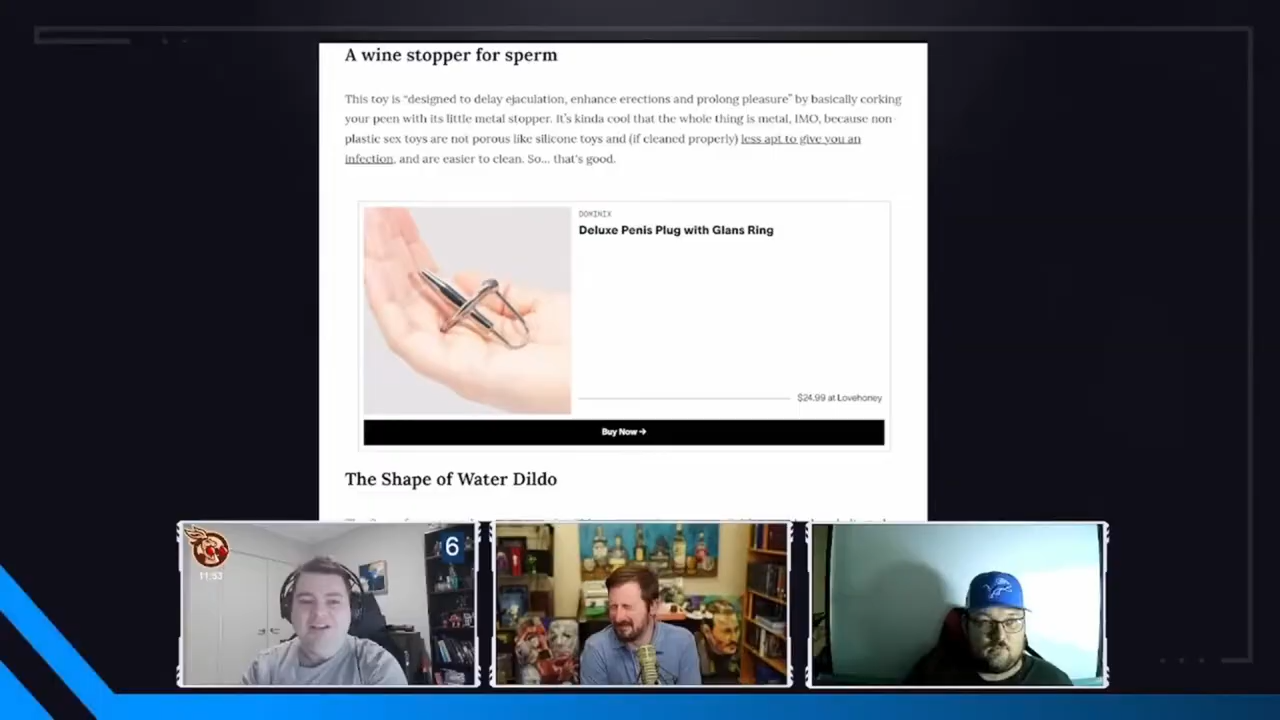 A wine stopper for sperm
This toy is “designed to delay ejaculation, enhance erections and prolong pleasure” by basically corking
your peen with its little metal stopper. It’s kinda cool that the whole thing is metal, IMO, because non-
plastic sex toys are not porous like silicone toys and (if cleaned properly) less apt to give you an
infection, and are easier to clean. So... that’s good.
DOMINIX
Deluxe Penis Plug with Glans Ring
$24.99 at Lovehoney
Buy Now →
The Shape of Water Dildo
6
11:53